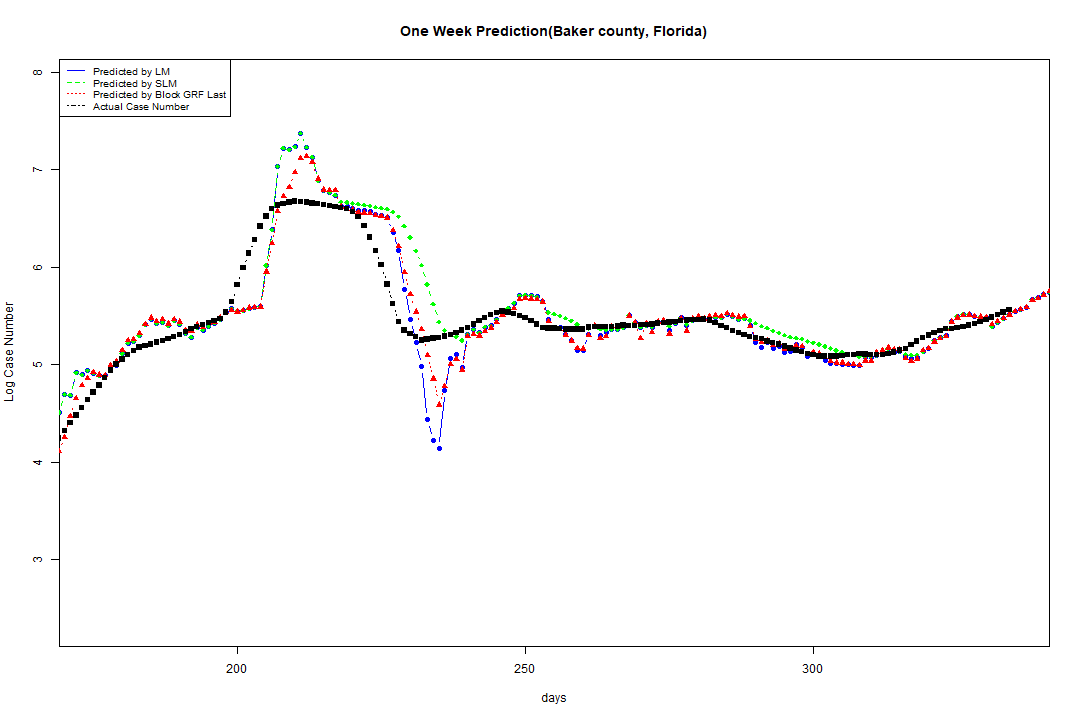 One Week Prediction(Baker county, Florida)
Predicted by LM
Predicted by SLM
Predicted by Block GRF Last
Actual Case Number
8
7
6
5
4
3
Log Case Number
200 250 300
days